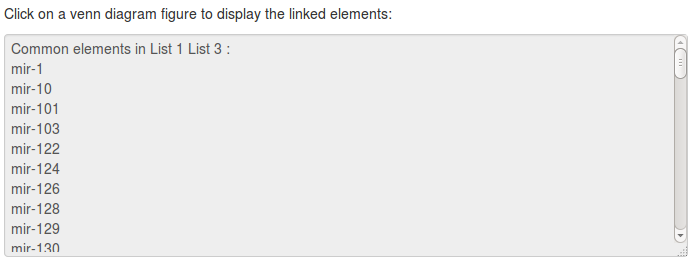 Click on a venn diagram figure to display the linked elements:
Common elements in List 1 List 3 :
mir-1
mir-10
mir-101
mir-103
mir-122
mir-124
mir-126
mir-128
mir-129
mir-130